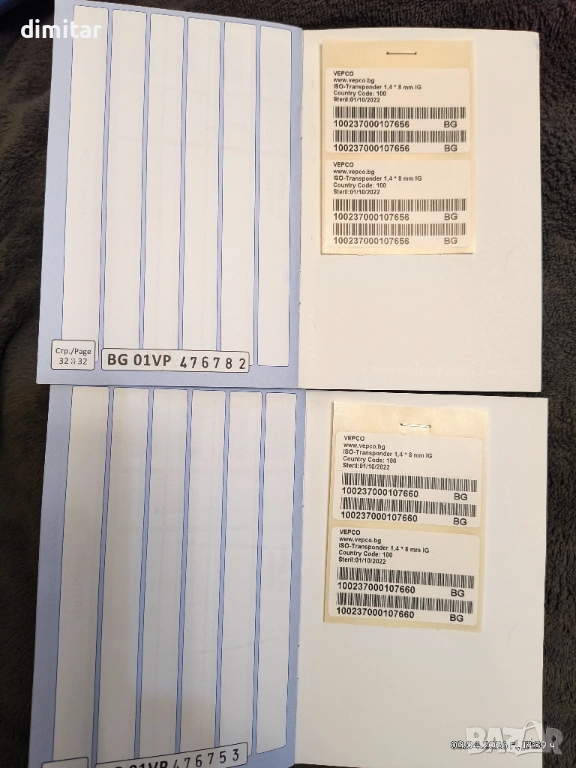 dimitar
VEPCO
www.vepco.bg
ISO-Transponder 1,4 * 8 mm IG
Country Code: 100
Steril:01/10/2022
100237000107656 BG
100237000107656 BG
VEPCO
www.vepco.bg
ISO-Transponder 1,4 * 8 mm IG
Country Code: 100
Steril:01/10/2022
100237000107656 BG
100237000107656 BG
Стр./Page
32 з 32
BG 01VP 476782
VEPCO
www.vepco.bg
ISO-Transponder 1,4 * 8 mm IG
Country Code: 100
Steril:01/10/2022
100237000107660 BG
100237000107660 BG
VEPCO
www.vepco.bg
ISO-Transponder 1,4 * 8 mm IG
Country Code: 100
Steril:01/10/2022
100237000107660 BG
100237000107660 BG
01VP 476753
BAZAR